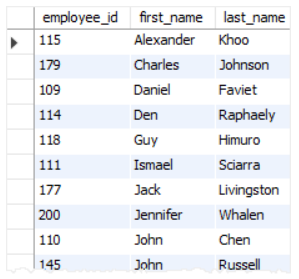 employee_id first_name last_name
115 Alexander Khoo
179 Charles Johnson
109 Daniel Faviet
114 Den Raphaely
118 Guy Himuro
111 Ismael Sciarra
177 Jack Livingston
200 Jennifer Whalen
110 John Chen
145 John Russell